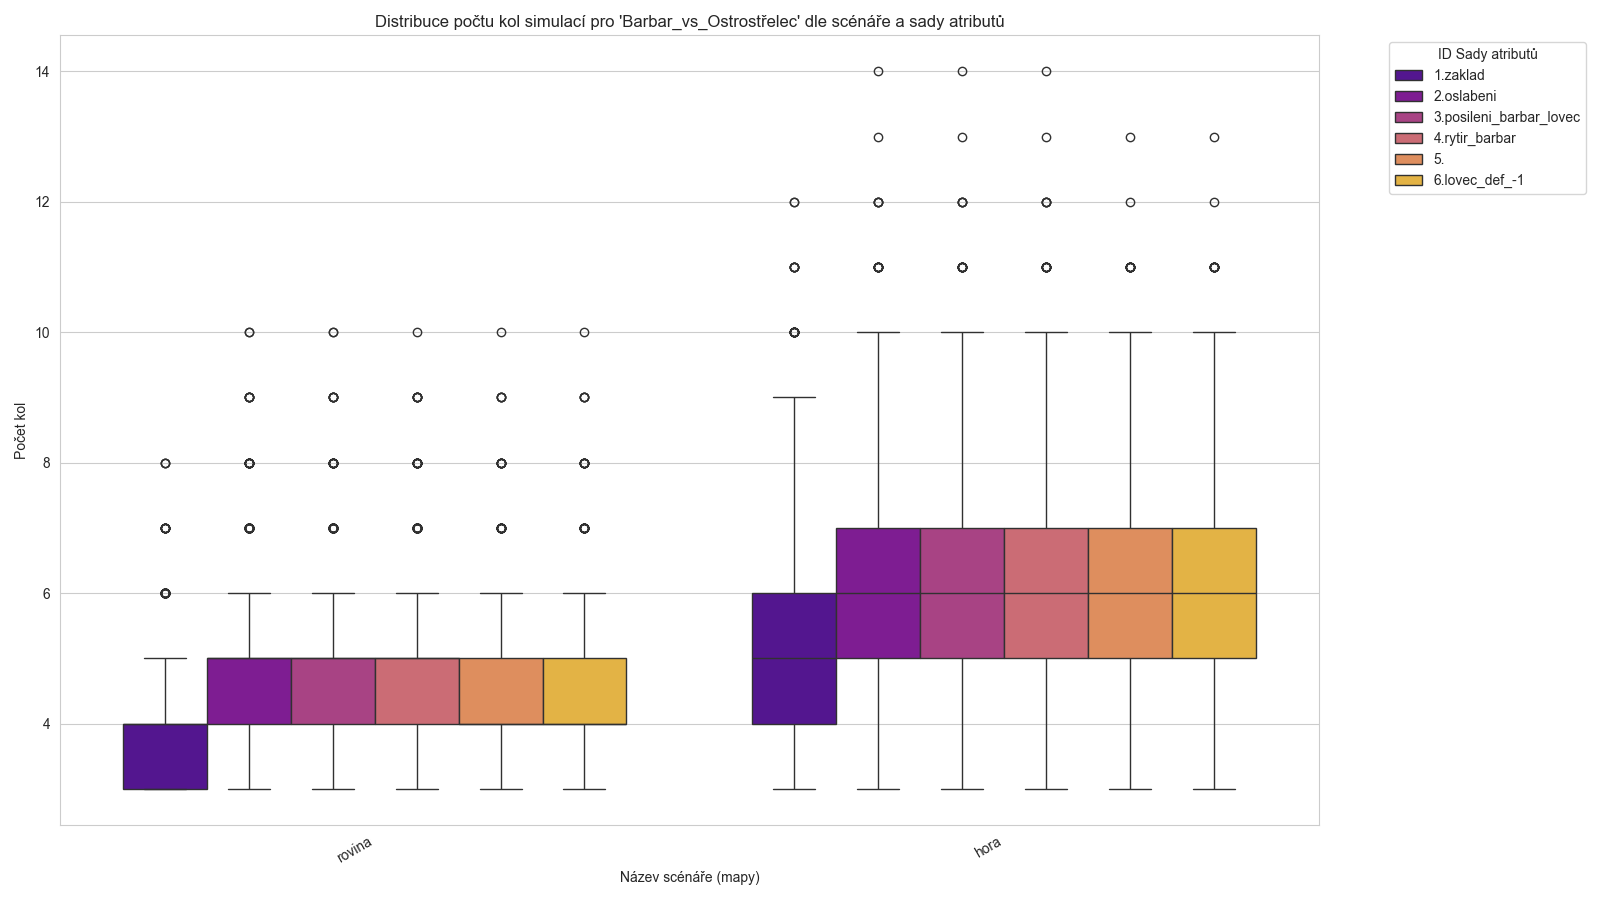 Distribuce počtu kol simulací pro 'Barbar_vs_Ostrostřelec' dle scénáře a sady atributů
ID Sady atributů
1.zaklad
2.oslabeni
3.posileni_barbar_lovec
4.rytir_barbar
5.
6.lovec_def_-1
Počet kol
14
12
10
8
6
4
rovina
hora
Název scénáře (mapy)